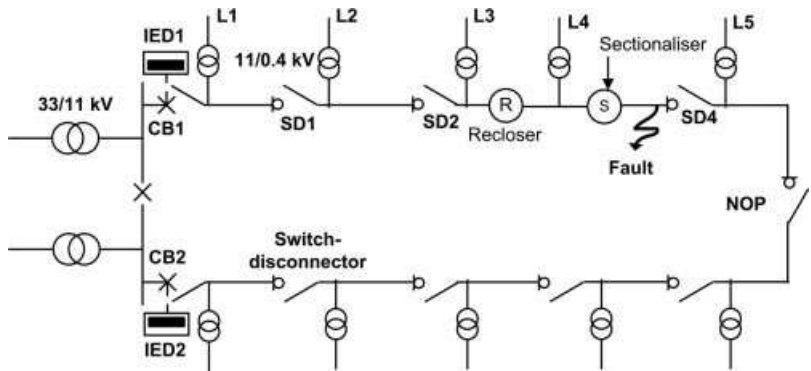 L1
L2
L3
L4
L5
IED1
11/0.4 kV
Sectionaliser
33/11 kV
R
S
CB1
SD1
SD2
Recloser
SD4
Fault
NOP
CB2
Switch-
disconnector
IED2